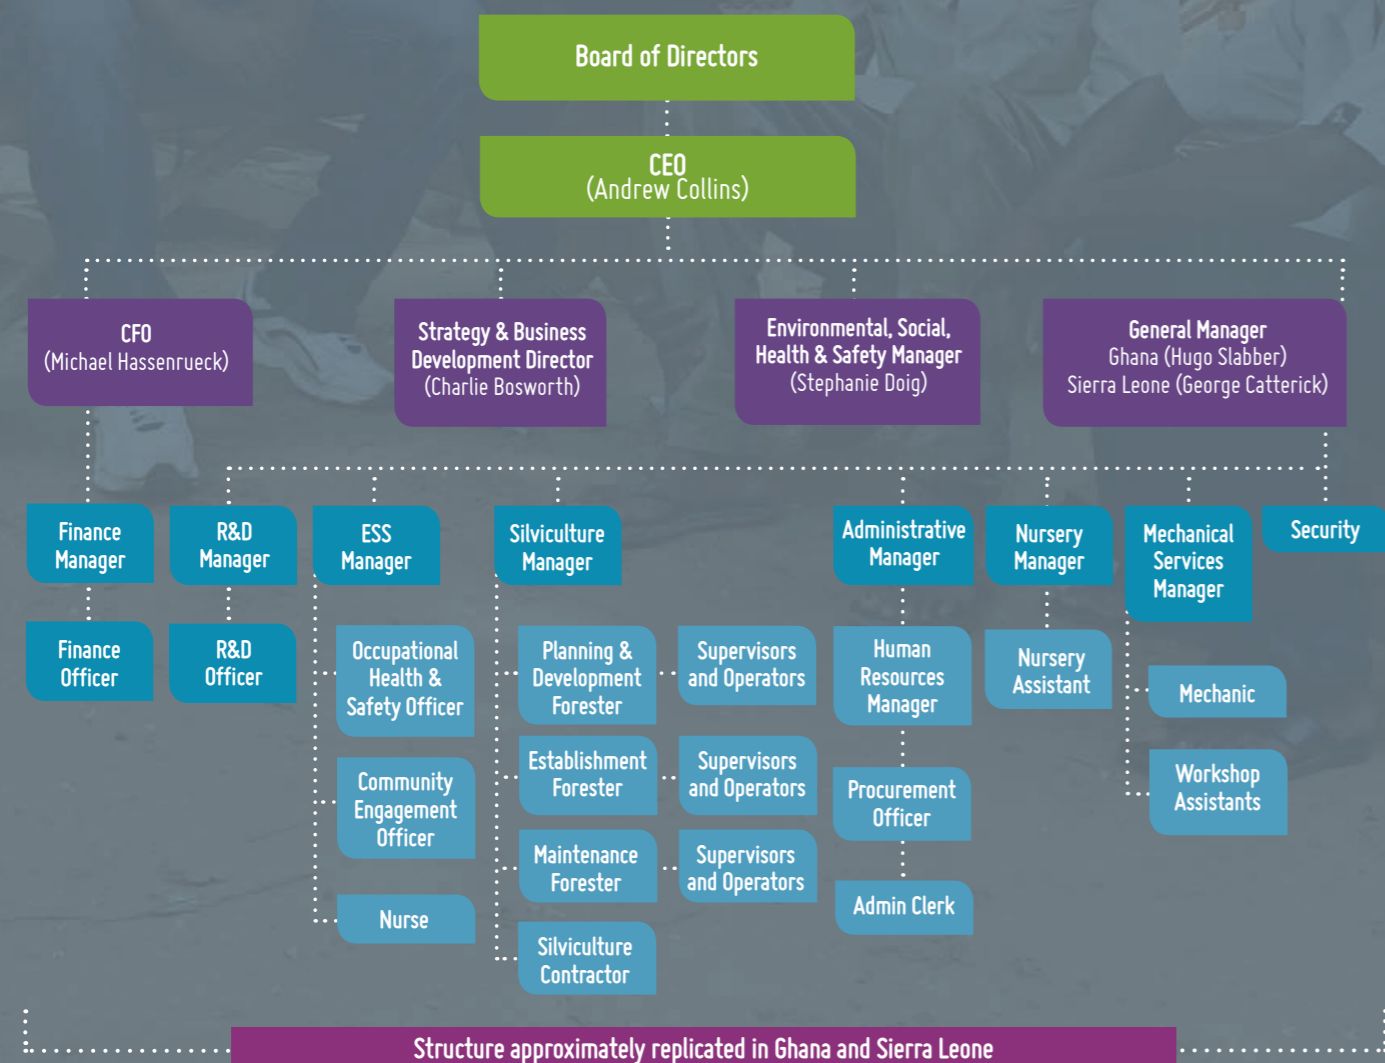 Board of Directors
CEO
(Andrew Collins)
CFO
(Michael Hassenrueck)
Strategy & Business
Development Director
(Charlie Bosworth)
Environmental, Social,
Health & Safety Manager
(Stephanie Doig)
General Manager
Ghana (Hugo Slabber)
Sierra Leone (George Catterick)
Finance
Manager
R&D
Manager
ESS
Manager
Silviculture
Manager
Administrative
Manager
Nursery
Manager
Mechanical
Services
Manager
Security
Finance
Officer
R&D
Officer
Occupational
Health &
Safety Officer
Community
Engagement
Officer
Nurse
Planning &
Development
Forester
Supervisors
and Operators
Establishment
Forester
Supervisors
and Operators
Maintenance
Forester
Supervisors
and Operators
Silviculture
Contractor
Human
Resources
Manager
Procurement
Officer
Admin Clerk
Nursery
Assistant
Mechanic
Workshop
Assistants
Structure approximately replicated in Ghana and Sierra Leone